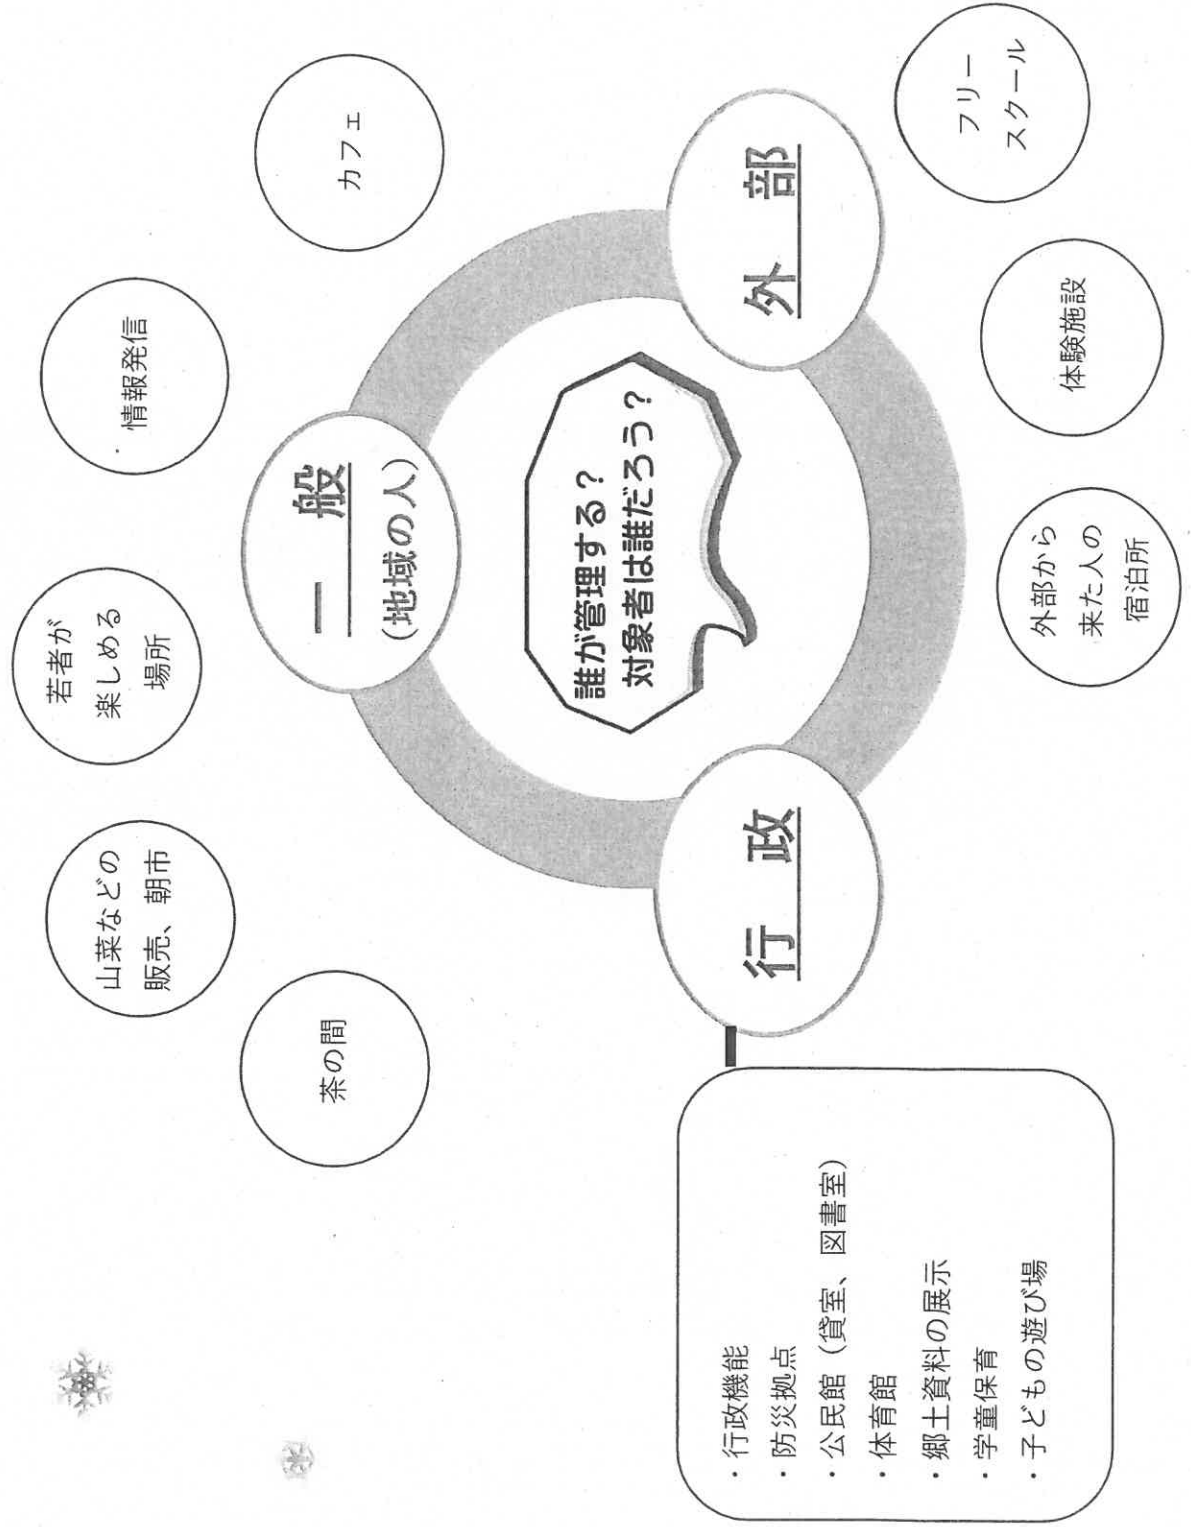 茶の間
山菜などの
販売、朝市
若者が
楽しめる
場所
情報発信
カフェ
一　般
(地域の人)
誰が管理する?
対象者は誰だろう?
行　政
外　部
・行政機能
・防災拠点
・公民館（貸室、図書室）
・体育館
・郷土資料の展示
・学童保育
・子どもの遊び場
外部から
来た人の
宿泊所
体験施設
フリー
スクール